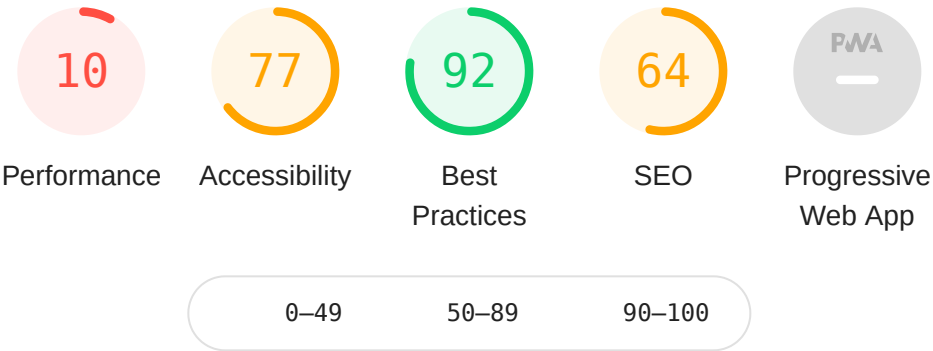 10 77 92 64 PWA
Performance Accessibility Best SEO Progressive
Practices Web App
0–49 50–89 90–100